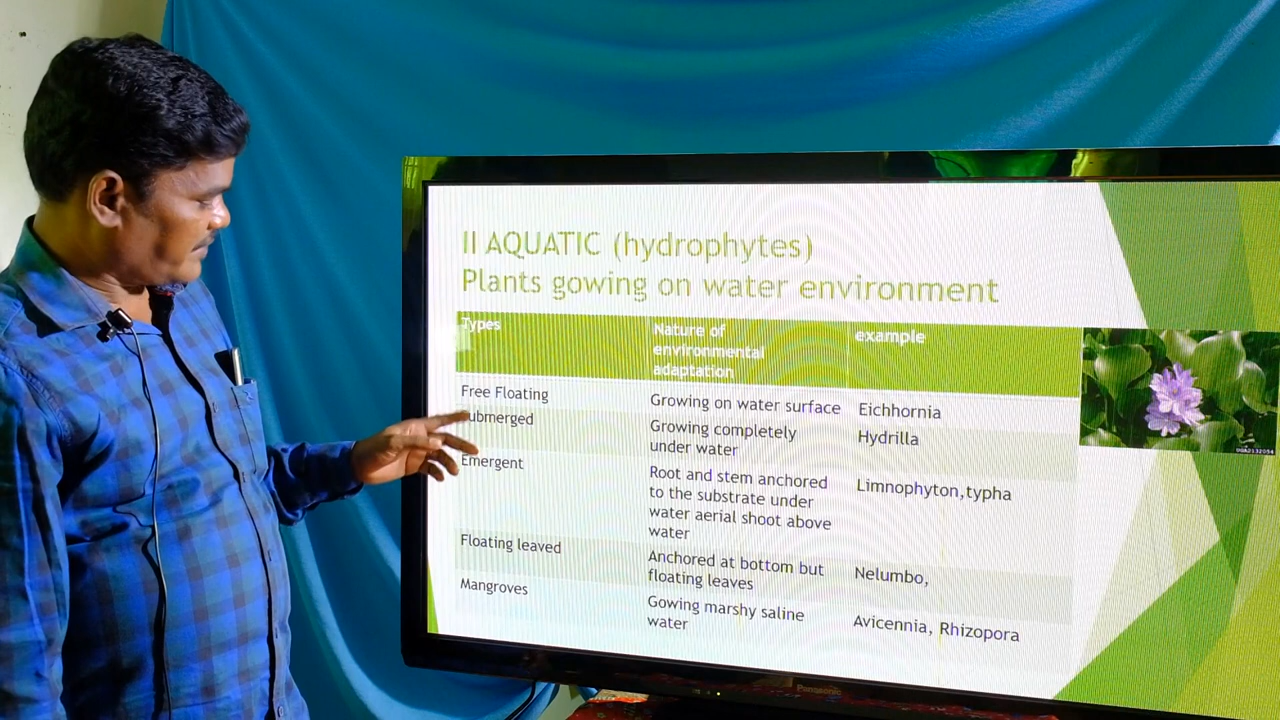 II AQUATIC (hydrophytes)
Plants gowing on water environment
Types
Nature of
environmental
adaptation
example
Free Floating
Growing on water surface
Eichhornia
submerged
Growing completely
under water
Hydrilla
Emergent
Root and stem anchored
to the substrate under
water aerial shoot above
water
Limnophyton,typha
Floating leaved
Anchored at bottom but
floating leaves
Nelumbo,
Mangroves
Gowing marshy saline
water
Avicennia, Rhizopora
UGA2132054
Panasonic